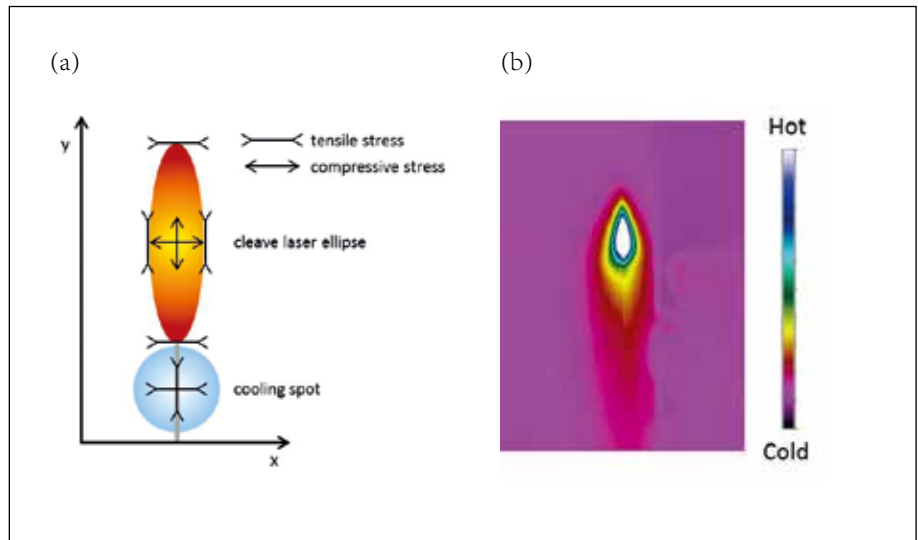 (a)
y
tensile stress
compressive stress
cleave laser ellipse
cooling spot
x
(b)
Hot
Cold